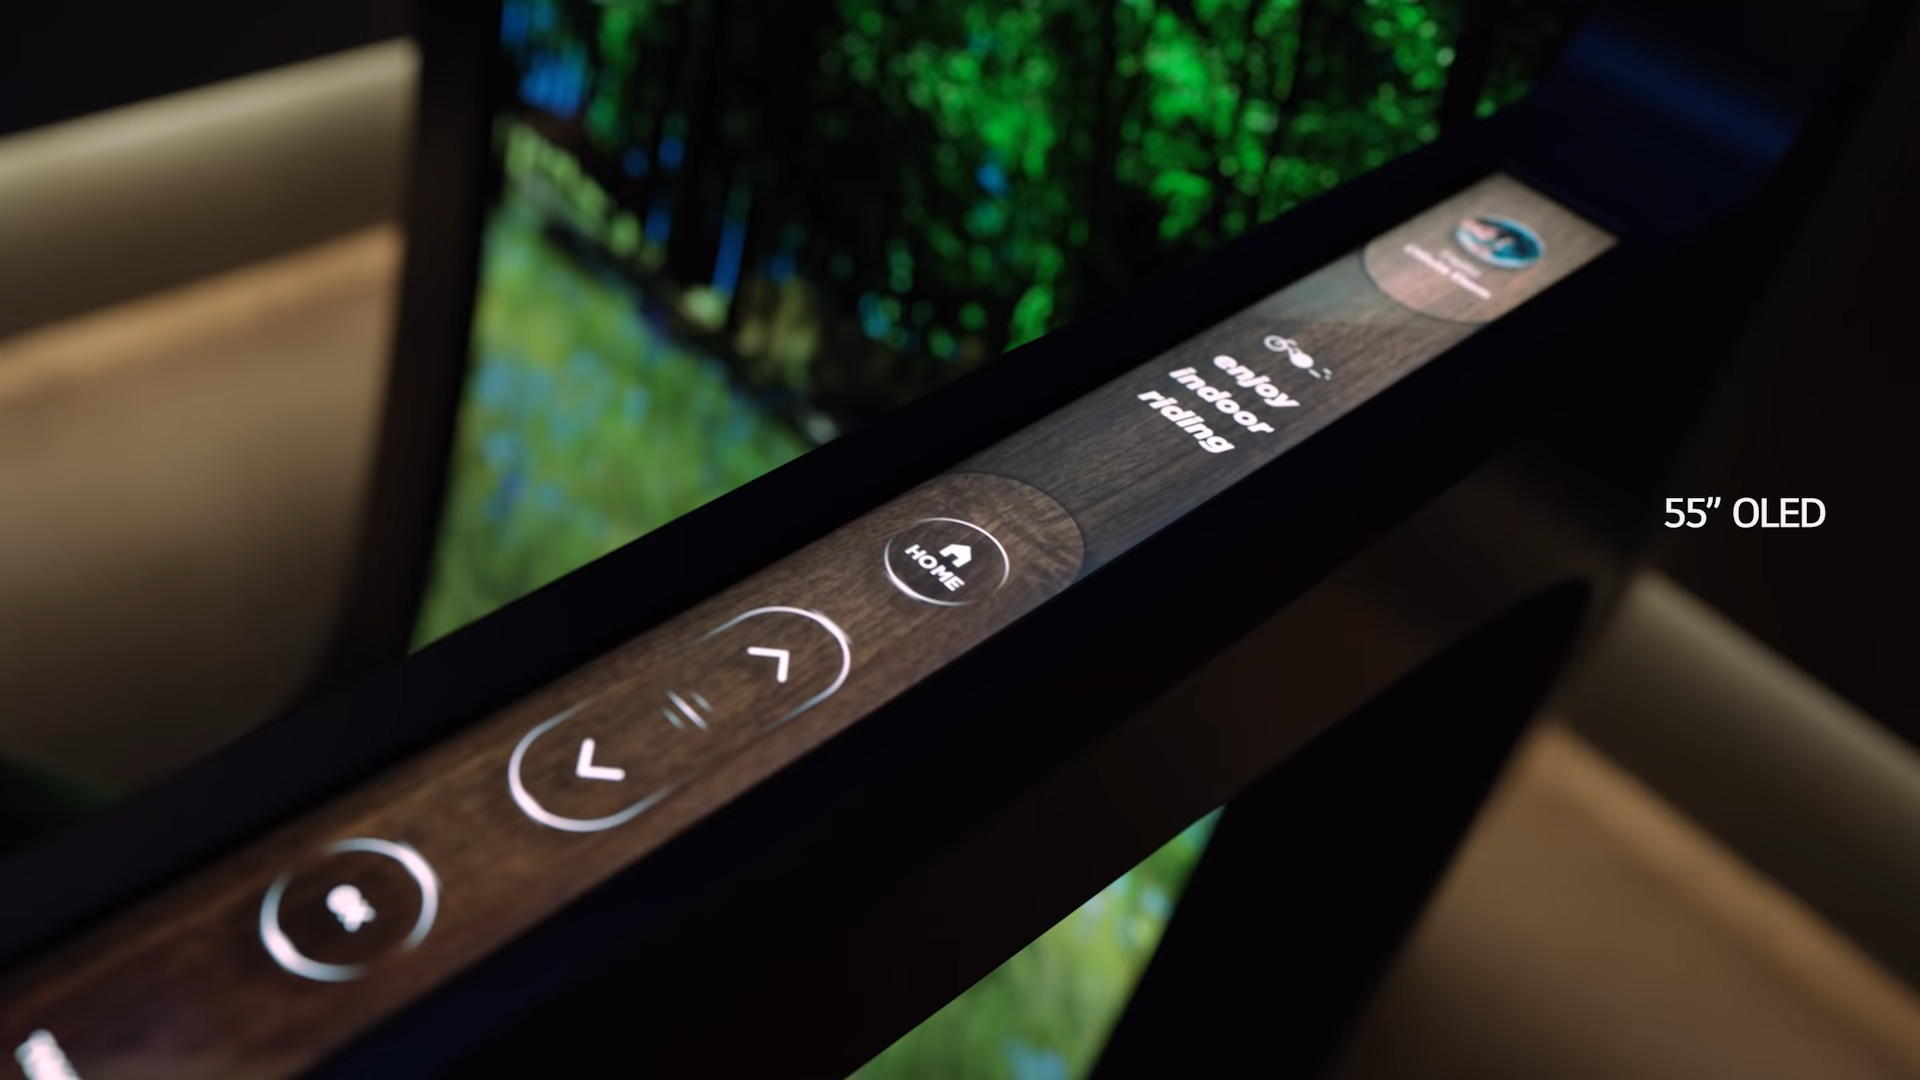 enjoy
indoor
riding
HOME
55” OLED